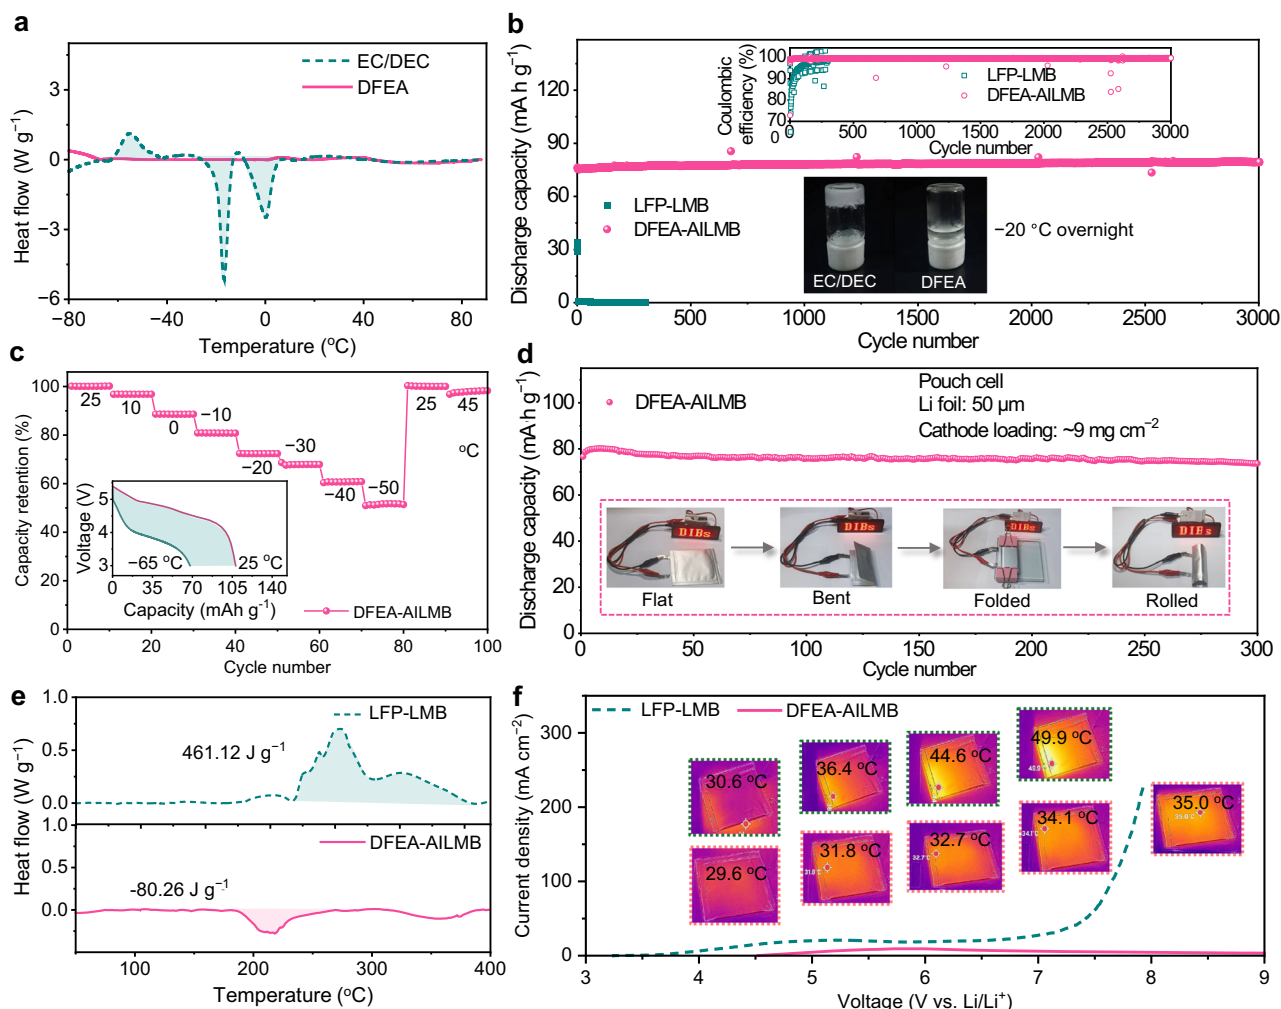 a
EC/DEC
DFEA
Heat flow (W g⁻¹)
3
0
−3
−6
−80
−40
0
40
80
Temperature (°C)
b
Discharge capacity (mA h g⁻¹)
120
90
60
30
0
Coulombic
efficiency (%)
100
90
80
70
60
LFP-LMB
DFEA-AILMB
0
500
1000
1500
2000
2500
3000
Cycle number
LFP-LMB
DFEA-AILMB
EC/DEC
DFEA
−20 °C overnight
0
500
1000
1500
2000
2500
3000
Cycle number
c
Capacity retention (%)
100
80
60
40
20
0
25
10
0
−10
−20
−30
−40
−50
25
45
°C
Voltage (V)
5
4
3
−65 °C
25 °C
0
35
70
105
140
Capacity (mAh g⁻¹)
DFEA-AILMB
0
20
40
60
80
100
Cycle number
d
Discharge capacity (mA h g⁻¹)
100
80
60
40
20
0
DFEA-AILMB
Pouch cell
Li foil: 50 μm
Cathode loading: ~9 mg cm⁻²
DIBs
DIBs
DIBs
DIBs
Flat
Bent
Folded
Rolled
0
50
100
150
200
250
300
Cycle number
e
Heat flow (W g⁻¹)
1.0
0.5
0.0
1.0
0.0
LFP-LMB
461.12 J g⁻¹
DFEA-AILMB
-80.26 J g⁻¹
100
200
300
400
Temperature (°C)
f
Current density (mA cm⁻²)
300
200
100
0
LFP-LMB
DFEA-AILMB
30.6 °C
36.4 °C
44.6 °C
49.9 °C
29.6 °C
31.8 °C
32.7 °C
34.1 °C
35.0 °C
3
4
5
6
7
8
9
Voltage (V vs. Li/Li⁺)